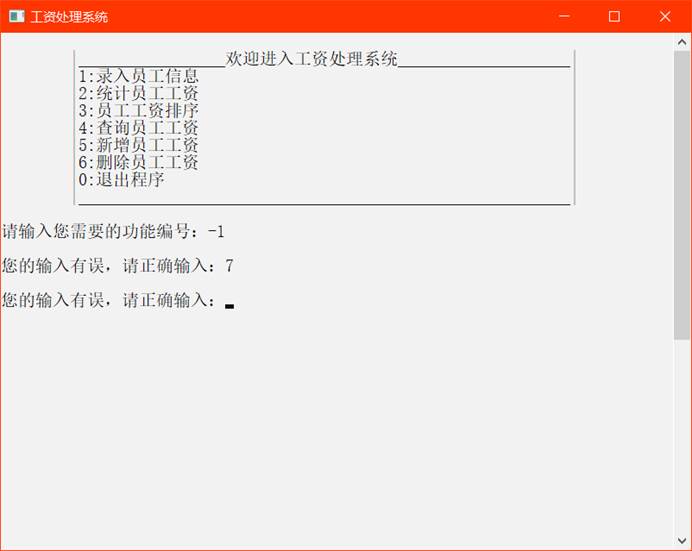 工资处理系统
欢迎进入工资处理系统
1:录入员工信息
2:统计员工工资
3:员工工资排序
4:查询员工工资
5:新增员工工资
6:删除员工工资
0:退出程序
请输入您需要的功能编号：-1
您的输入有误，请正确输入：7
您的输入有误，请正确输入：